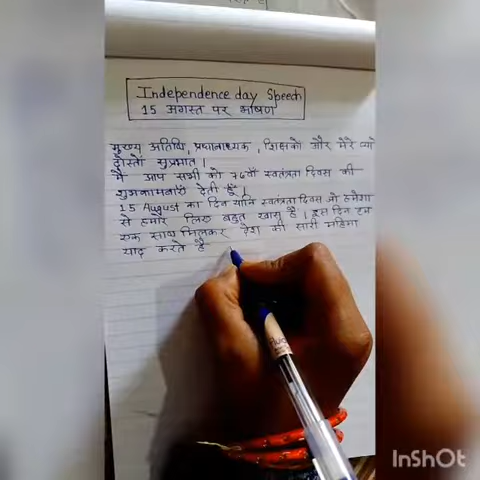 Independence day Speech
15 अगस्त पर भाषण
मुख्य अतिथि, प्रधानाध्यक, शिक्षको और मेरे प्यारे
दोस्तों सुप्रभात।
मैं आप सभी को 76वाँ स्वतंत्रता दिवस की
शुभकामनाएँ देती हूँ।
15 August का दिन यानि स्वतंत्रता दिवस जो हमेशा
से हमारे लिए बहुत खास है। इस दिन हम
एक साथ मिलकर देश की सारी महिमा
याद करते है
InShOt